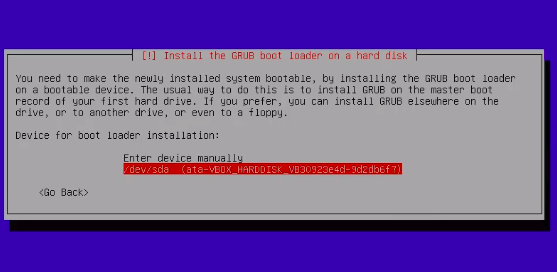 [!] Install the GRUB boot loader on a hard disk
You need to make the newly installed system bootable, by installing the GRUB boot loader
on a bootable device. The usual way to do this is to install GRUB on the master boot
record of your first hard drive. If you prefer, you can install GRUB elsewhere on the
drive, or to another drive, or even to a floppy.
Device for boot loader installation:
Enter device manually
/dev/sda (ata-VBOX_HARDDISK_VB30923e4d-9d2db6f7)
<Go Back>